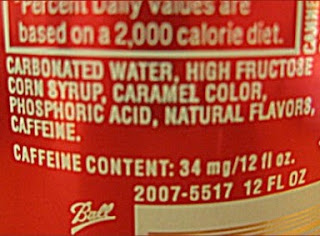 Percent Daily Values are
based on a 2,000 calorie diet.
CARBONATED WATER, HIGH FRUCTOSE
CORN SYRUP, CARAMEL COLOR,
PHOSPHORIC ACID, NATURAL FLAVORS,
CAFFEINE.
CAFFEINE CONTENT: 34 mg/12 fl oz.
2007-5517 12 FL OZ
Ball